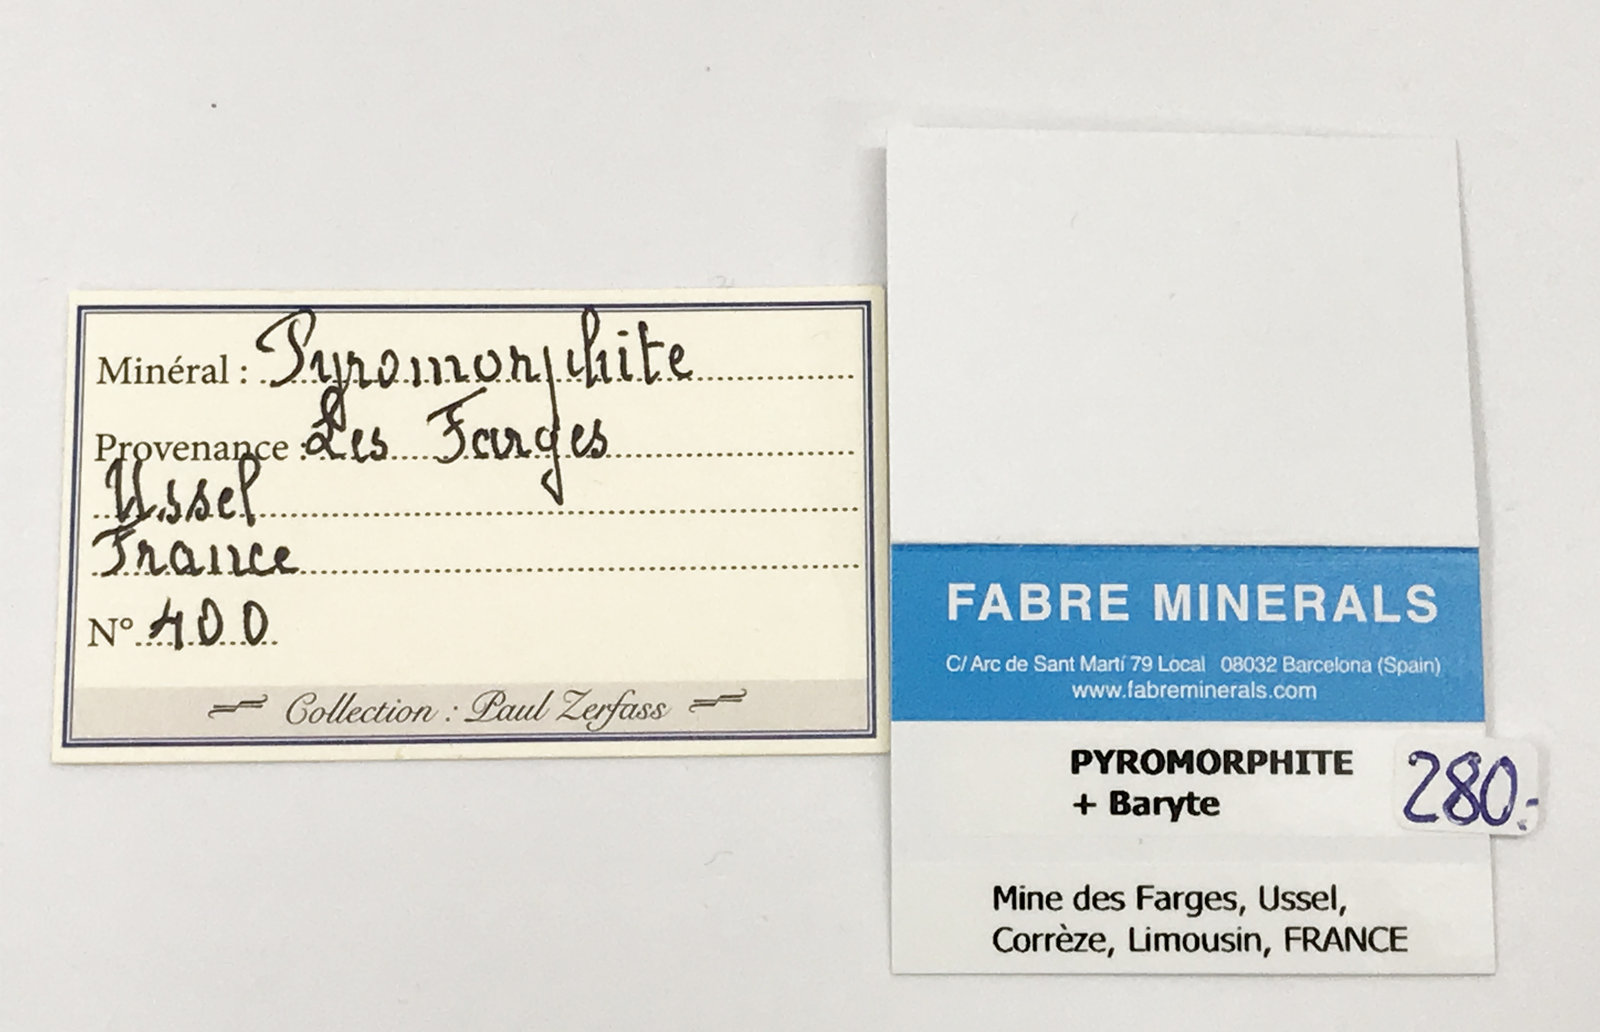 Minéral : Pyromorphite
Provenance : Les Farges
Ussel
France
N° 400
Collection : Paul Zerfass
FABRE MINERALS
C/ Arc de Sant Martí 79 Local 08032 Barcelona (Spain)
www.fabreminerals.com
PYROMORPHITE
+ Baryte
280.-
Mine des Farges, Ussel,
Corrèze, Limousin, FRANCE